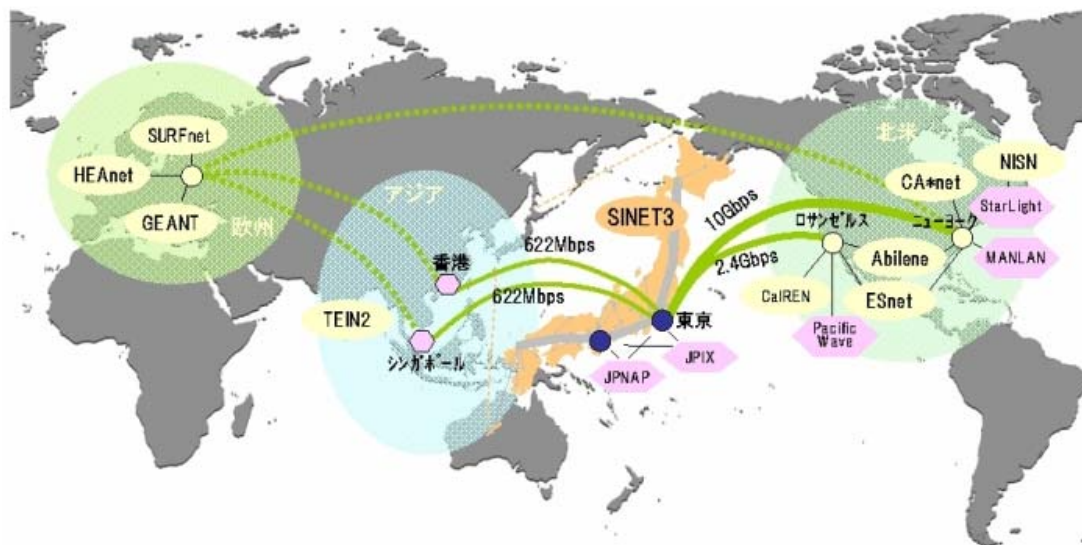 SURFnet
HEAnet
GEANT
欧州
アジア
香港
TEIN2
シンガポール
622Mbps
622Mbps
SINET3
10Gbps
2.4Gbps
東京
JPIX
JPNAP
北米
NISN
CA*net
StarLight
ロサンゼルス
ニューヨーク
MANLAN
Abilene
CalREN
ESnet
Pacific
Wave